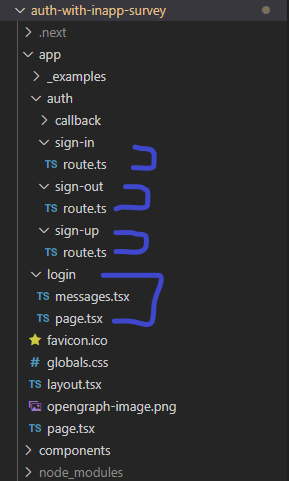 auth-with-inapp-survey
.next
app
_examples
auth
callback
sign-in
TS route.ts
sign-out
TS route.ts
sign-up
TS route.ts
login
TS messages.tsx
TS page.tsx
favicon.ico
# globals.css
TS layout.tsx
opengraph-image.png
TS page.tsx
components
node_modules